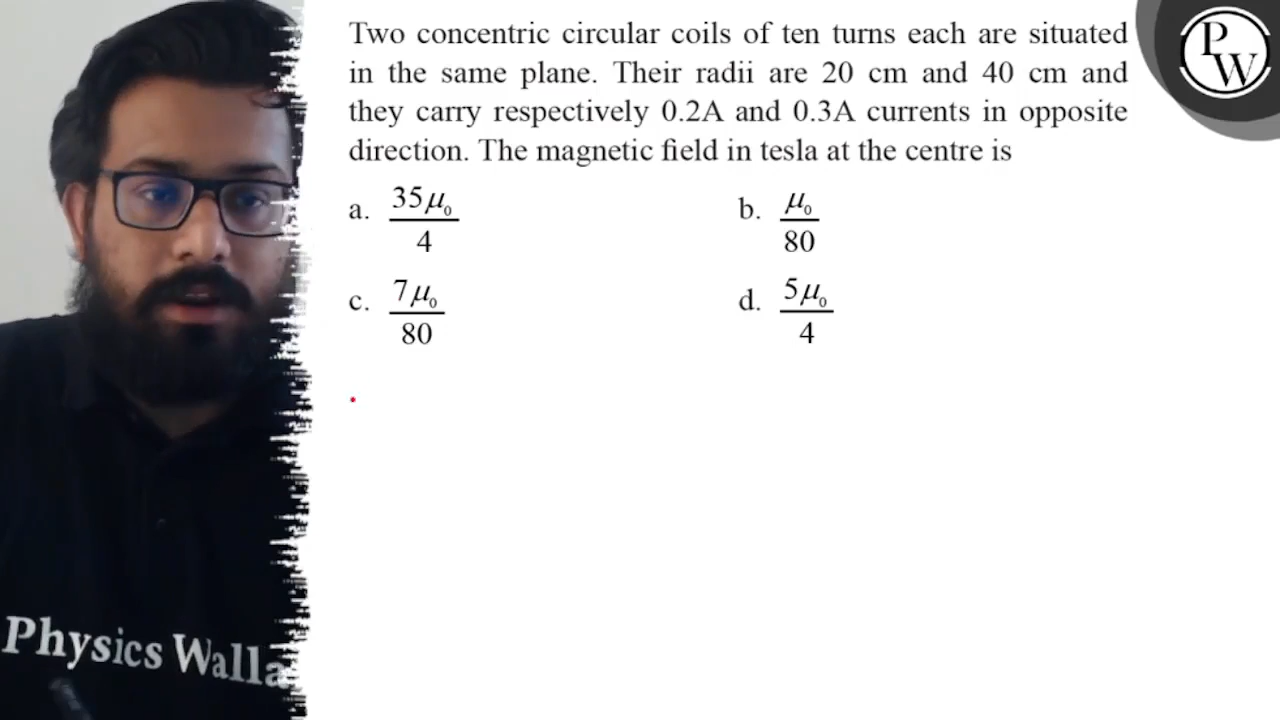 Two concentric circular coils of ten turns each are situated
in the same plane. Their radii are 20 cm and 40 cm and
they carry respectively 0.2A and 0.3A currents in opposite
direction. The magnetic field in tesla at the centre is
a. 35μ₀/4 b. μ₀/80
c. 7μ₀/80 d. 5μ₀/4
PW
Physics Walla